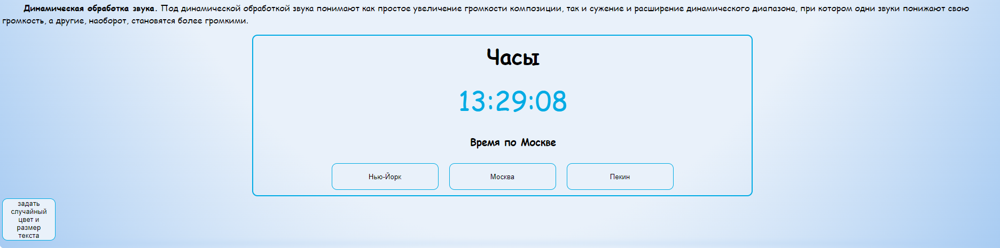 Динамическая обработка звука. Под динамической обработкой звука понимают как простое увеличение громкости композиции, так и сужение и расширение динамического диапазона, при котором одни звуки понижают свою
громкость, а другие, наоборот, становятся более громкими.
Часы
13:29:08
Время по Москве
Нью-Йорк
Москва
Пекин
задать
случайный
цвет и
размер
текста